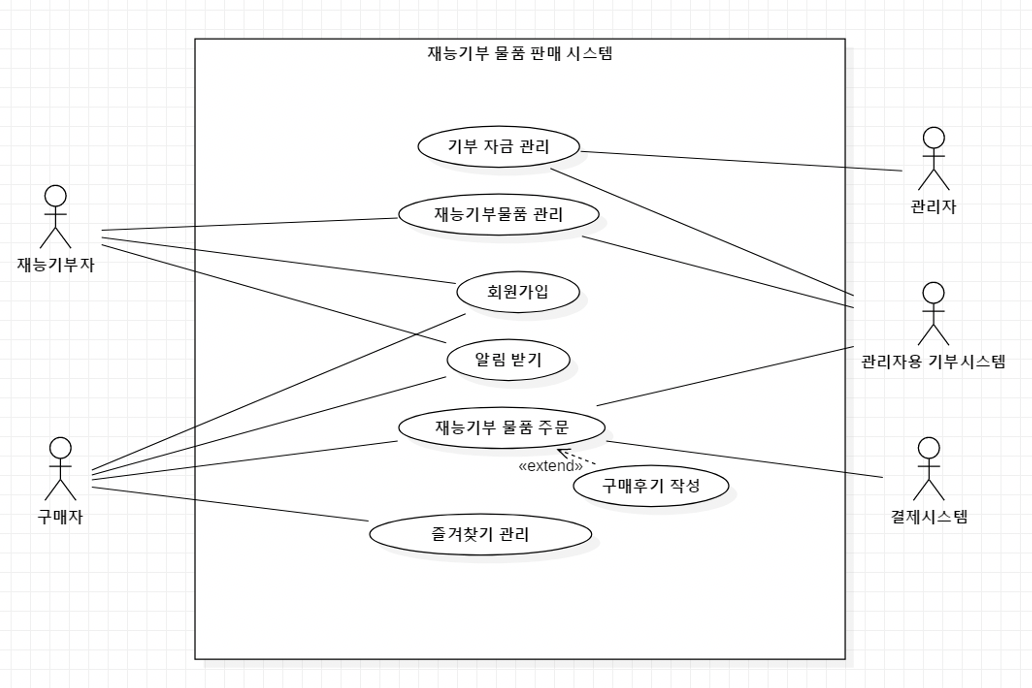 재능기부 물품 판매 시스템
기부 자금 관리
관리자
재능기부물품 관리
재능기부자
회원가입
알림 받기
관리자용 기부시스템
재능기부 물품 주문
«extend»
구매후기 작성
구매자
결제시스템
즐겨찾기 관리